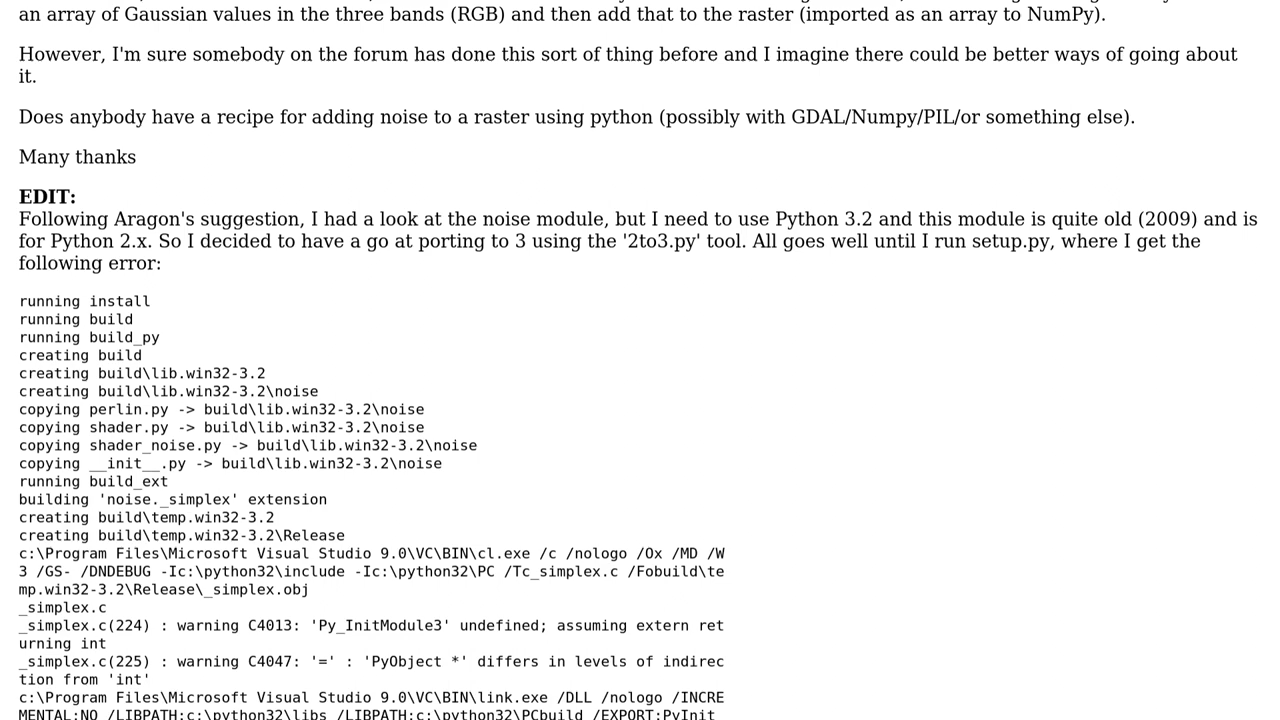 an array of Gaussian values in the three bands (RGB) and then add that to the raster (imported as an array to NumPy).
However, I'm sure somebody on the forum has done this sort of thing before and I imagine there could be better ways of going about
it.
Does anybody have a recipe for adding noise to a raster using python (possibly with GDAL/Numpy/PIL/or something else).
Many thanks
EDIT:
Following Aragon's suggestion, I had a look at the noise module, but I need to use Python 3.2 and this module is quite old (2009) and is
for Python 2.x. So I decided to have a go at porting to 3 using the '2to3.py' tool. All goes well until I run setup.py, where I get the
following error:
running install
running build
running build_py
creating build
creating build\lib.win32-3.2
creating build\lib.win32-3.2\noise
copying perlin.py -> build\lib.win32-3.2\noise
copying shader.py -> build\lib.win32-3.2\noise
copying shader_noise.py -> build\lib.win32-3.2\noise
copying __init__.py -> build\lib.win32-3.2\noise
running build_ext
building 'noise._simplex' extension
creating build\temp.win32-3.2
creating build\temp.win32-3.2\Release
c:\Program Files\Microsoft Visual Studio 9.0\VC\BIN\cl.exe /c /nologo /Ox /MD /W
3 /GS- /DNDEBUG -Ic:\python32\include -Ic:\python32\PC /Tc_simplex.c /Fobuild\te
mp.win32-3.2\Release\_simplex.obj
_simplex.c
_simplex.c(224) : warning C4013: 'Py_InitModule3' undefined; assuming extern ret
urning int
_simplex.c(225) : warning C4047: '=' : 'PyObject *' differs in levels of indirec
tion from 'int'
c:\Program Files\Microsoft Visual Studio 9.0\VC\BIN\link.exe /DLL /nologo /INCRE
MENTAL:NO /LIBPATH:c:\python32\libs /LIBPATH:c:\python32\PCbuild /EXPORT:PyInit